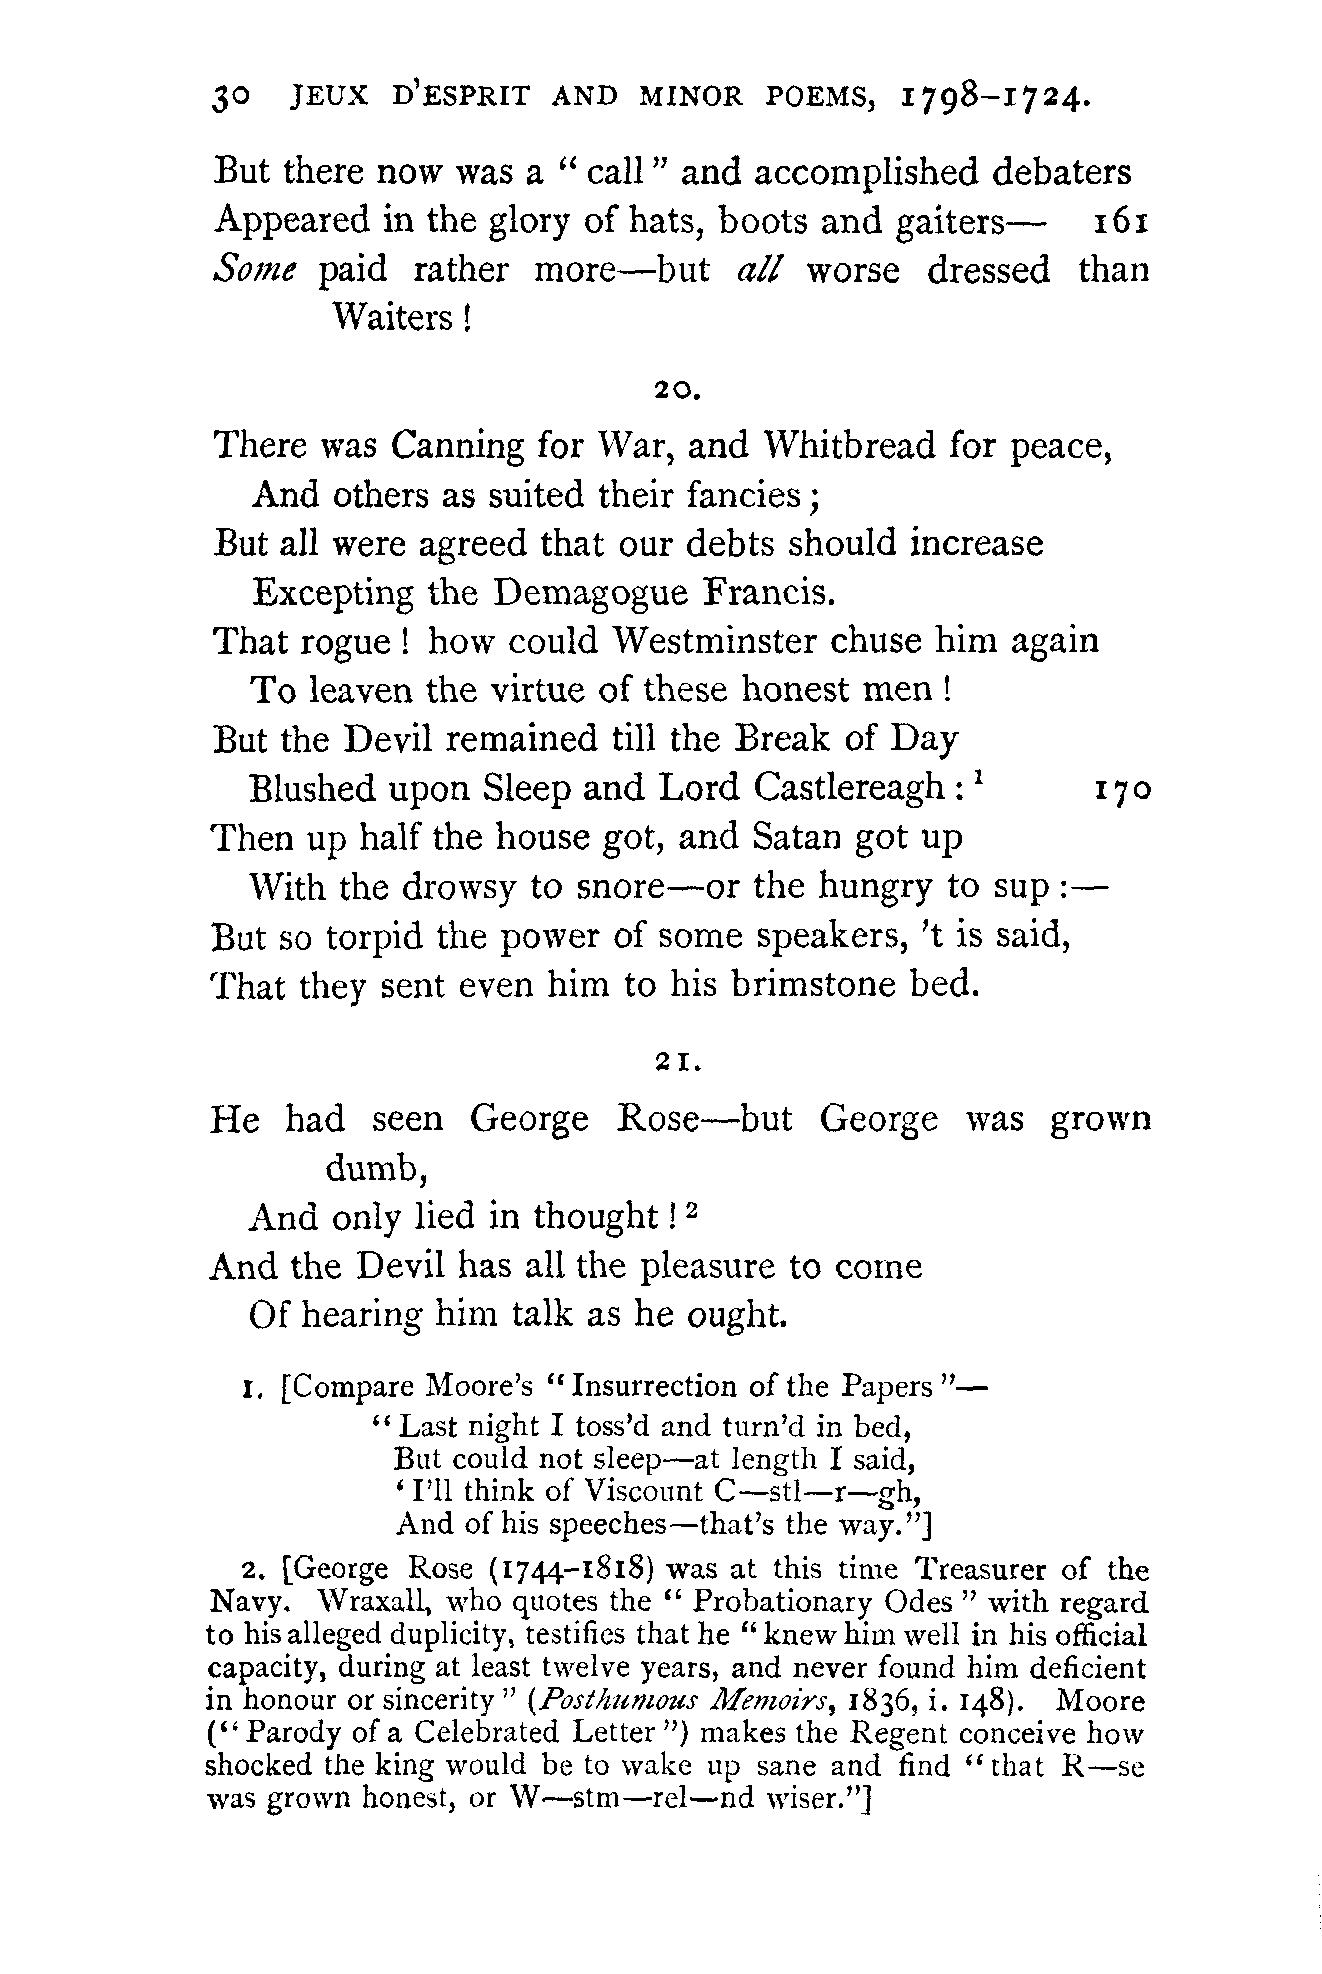 30 JEUX D'ESPRIT AND MINOR POEMS, 1798–1724.
But there now was a “ call ” and accomplished debaters
Appeared in the glory of hats, boots and gaiters— 161
Some paid rather more—but all worse dressed than
Waiters !
20.
There was Canning for War, and Whitbread for peace,
And others as suited their fancies ;
But all were agreed that our debts should increase
Excepting the Demagogue Francis.
That rogue ! how could Westminster chuse him again
To leaven the virtue of these honest men !
But the Devil remained till the Break of Day
Blushed upon Sleep and Lord Castlereagh : 1 170
Then up half the house got, and Satan got up
With the drowsy to snore—or the hungry to sup :—
But so torpid the power of some speakers, 't is said,
That they sent even him to his brimstone bed.
21.
He had seen George Rose—but George was grown
dumb,
And only lied in thought ! 2
And the Devil has all the pleasure to come
Of hearing him talk as he ought.
1. [Compare Moore's “ Insurrection of the Papers ”—
“ Last night I toss'd and turn'd in bed,
But could not sleep—at length I said,
‘ I'll think of Viscount C—stl—r—gh,
And of his speeches—that's the way.”]
2. [George Rose (1744–1818) was at this time Treasurer of the
Navy. Wraxall, who quotes the “ Probationary Odes ” with regard
to his alleged duplicity, testifies that he “ knew him well in his official
capacity, during at least twelve years, and never found him deficient
in honour or sincerity ” (Posthumous Memoirs, 1836, i. 148). Moore
(“ Parody of a Celebrated Letter ”) makes the Regent conceive how
shocked the king would be to wake up sane and find “ that R—se
was grown honest, or W—stm—rel—nd wiser.”]